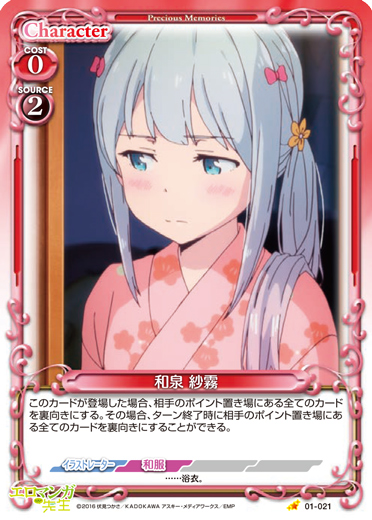 Precious Memories
Character
COST
0
SOURCE
2
和泉 紗霧
このカードが登場した場合、相手のポイント置き場にある全てのカード
を裏向きにする。その場合、ターン終了時に相手のポイント置き場にあ
る全てのカードを裏向きにすることができる。
イラストレーター 和服
……浴衣。
エロマンガ先生
01-021
©2016 伏見つかさ/KADOKAWA アスキー・メディアワークス/EMP